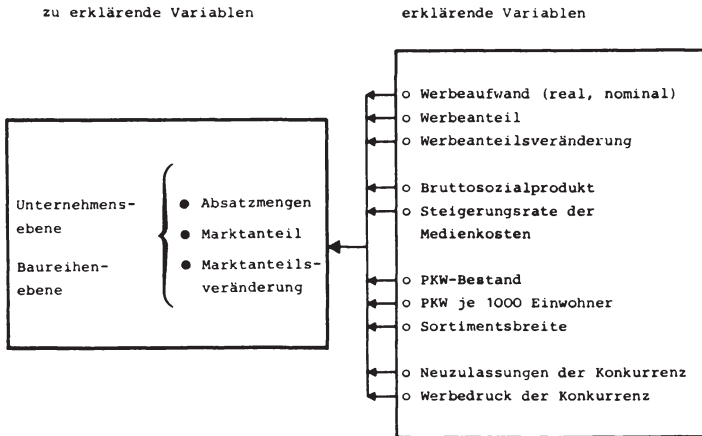 zu erklärende Variablen
erklärende Variablen
Unternehmens-
ebene
Baureihen-
ebene
● Absatzmengen
● Marktanteil
● Marktanteils-
veränderung
o Werbeaufwand (real, nominal)
o Werbeanteil
o Werbeanteilsveränderung
o Bruttosozialprodukt
o Steigerungsrate der
Medienkosten
o PKW-Bestand
o PKW je 1000 Einwohner
o Sortimentsbreite
o Neuzulassungen der Konkurrenz
o Werbedruck der Konkurrenz